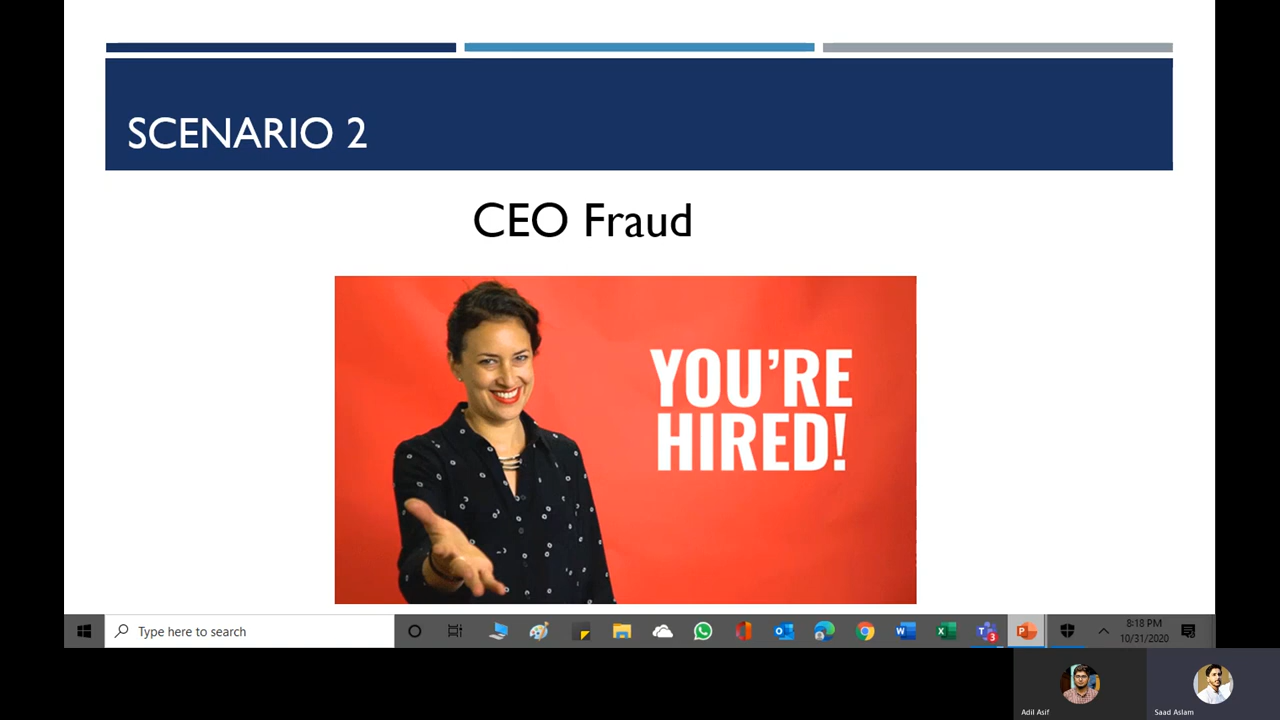 SCENARIO 2
CEO Fraud
YOU'RE
HIRED!
Type here to search
8:18 PM
10/31/2020
3
Adil Asif
Saad Aslam